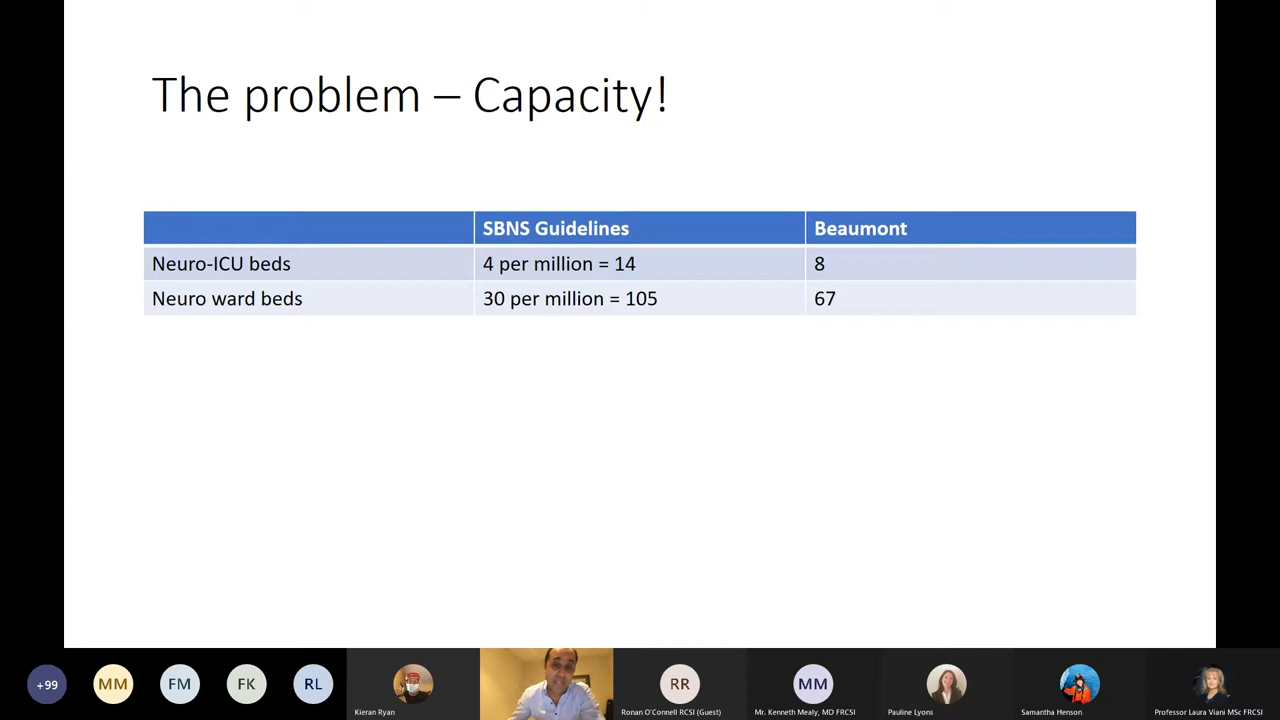 The problem – Capacity!
SBNS Guidelines Beaumont
Neuro-ICU beds 4 per million = 14 8
Neuro ward beds 30 per million = 105 67
+99 MM FM FK RL RR MM
Kieran Ryan Ronan O'Connell RCSI (Guest) Mr. Kenneth Mealy, MD FRCSI Pauline Lyons Samantha Henson Professor Laura Viani MSc FRCSI